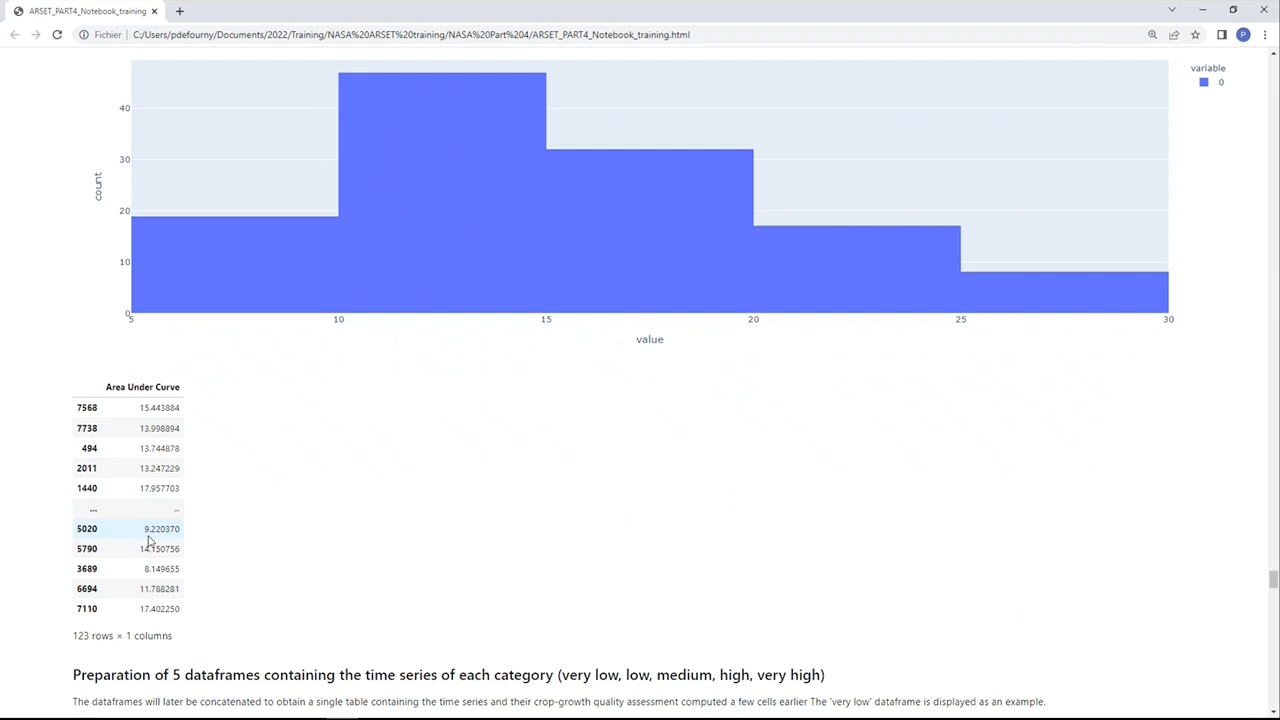 ARSET_PART4_Notebook_training
Fichier
C:/Users/pdefourny/Documents/2022/Training/NASA%20ARSET%20training/NASA%20Part%204/ARSET_PART4_Notebook_training.html
P
variable
0
count
40
30
20
10
0
5 10 15 20 25 30
value
Area Under Curve
7568 15.443884
7738 13.998894
494 13.744878
2011 13.247229
1440 17.957703
... ...
5020 9.220370
5790 14.150756
3689 8.149655
6694 11.788281
7110 17.402250
123 rows × 1 columns
Preparation of 5 dataframes containing the time series of each category (very low, low, medium, high, very high)
The dataframes will later be concatenated to obtain a single table containing the time series and their crop-growth quality assessment computed a few cells earlier The 'very low' dataframe is displayed as an example.